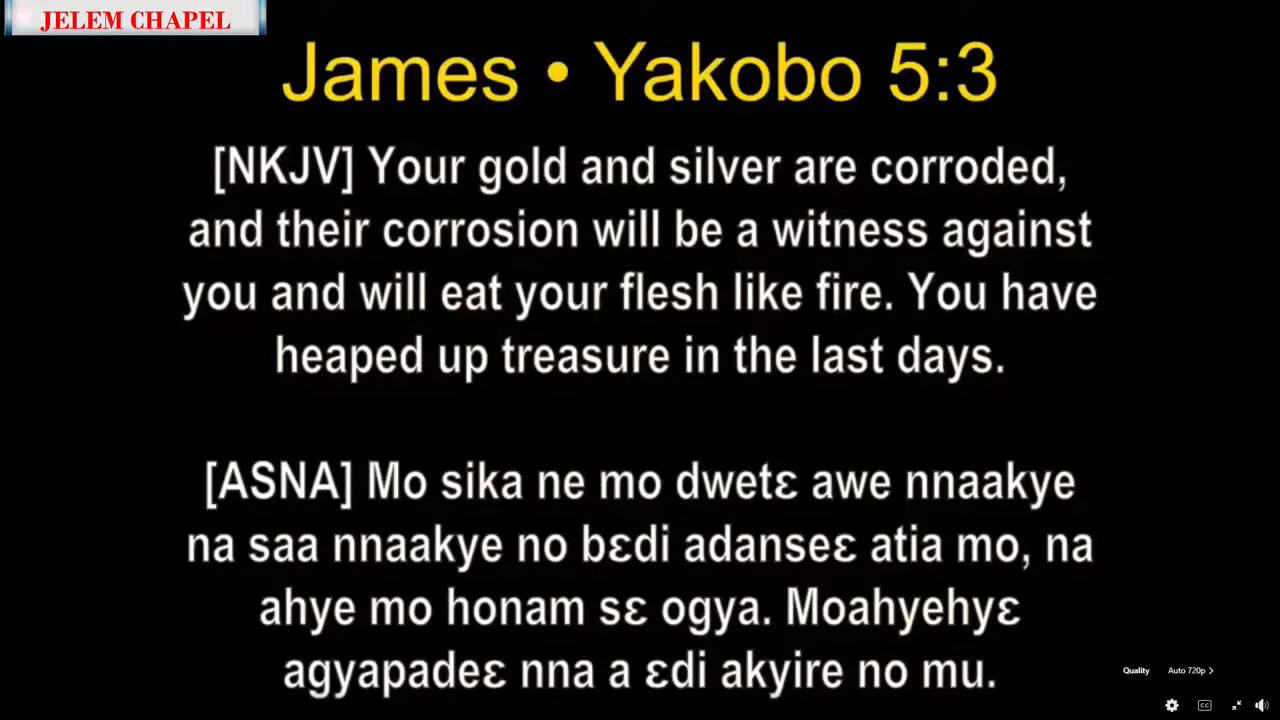 JELEM CHAPEL
James • Yakobo 5:3
[NKJV] Your gold and silver are corroded,
and their corrosion will be a witness against
you and will eat your flesh like fire. You have
heaped up treasure in the last days.
[ASNA] Mo sika ne mo dwetɛ awe nnaakye
na saa nnaakye no bɛdi adanseɛ atia mo, na
ahye mo honam sɛ ogya. Moahyehyɛ
agyapadeɛ nna a ɛdi akyire no mu.
Quality Auto 720p
CC